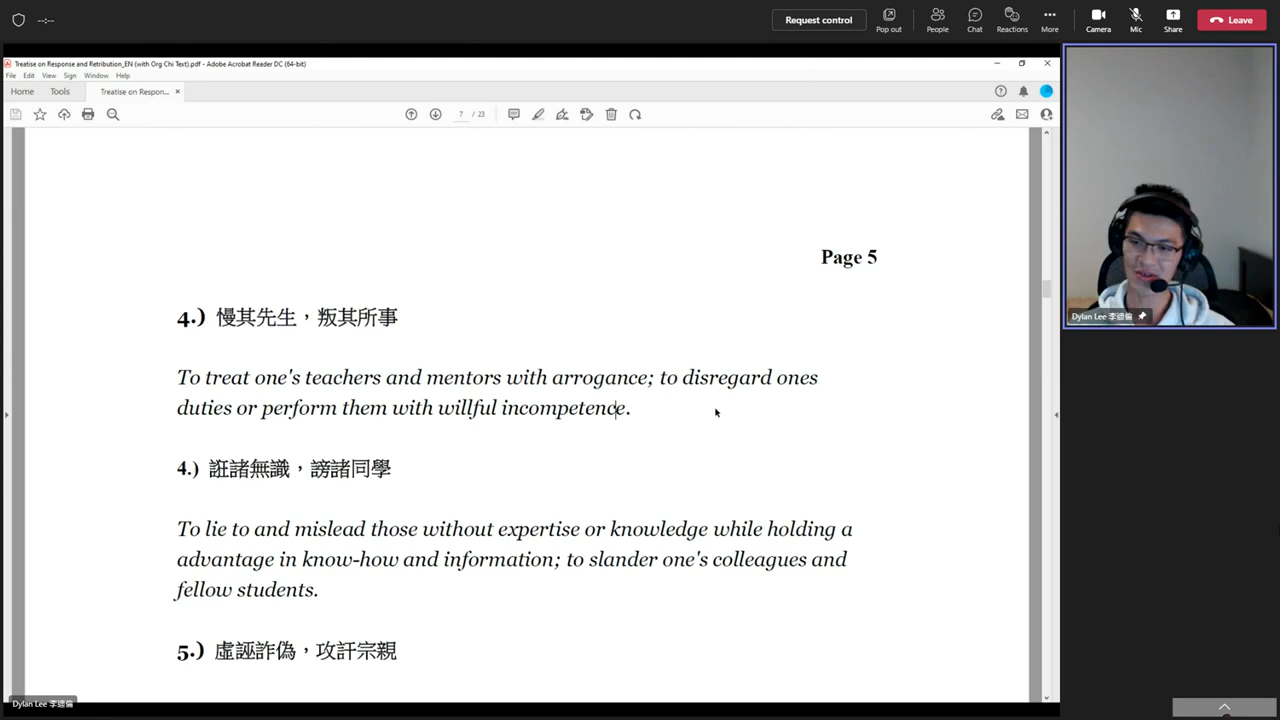 --:--
Request control
Pop out
People
Chat
Reactions
More
Camera
Mic
Share
Leave
Treatise on Response and Retribution_EN (with Org Chi Text).pdf - Adobe Acrobat Reader DC (64-bit)
File Edit View Sign Window Help
Home Tools Treatise on Respon... ×
7 / 23
Page 5
4.) 慢其先生，叛其所事
To treat one's teachers and mentors with arrogance; to disregard ones
duties or perform them with willful incompetence.
4.) 誑諸無識，謗諸同學
To lie to and mislead those without expertise or knowledge while holding a
advantage in know-how and information; to slander one's colleagues and
fellow students.
5.) 虛誣詐偽，攻訐宗親
Dylan Lee 李迪倫
Dylan Lee 李迪倫